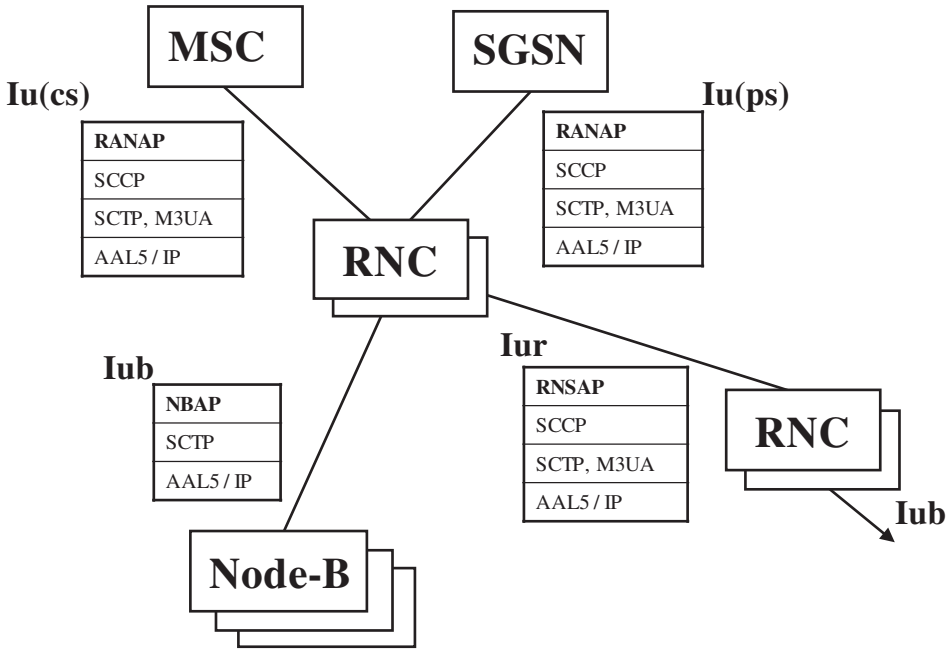 MSC
SGSN
Iu(cs)
Iu(ps)
RANAP
SCCP
SCTP, M3UA
AAL5 / IP
RANAP
SCCP
SCTP, M3UA
AAL5 / IP
RNC
Iub
NBAP
SCTP
AAL5 / IP
Iur
RNSAP
SCCP
SCTP, M3UA
AAL5 / IP
RNC
Iub
Node-B